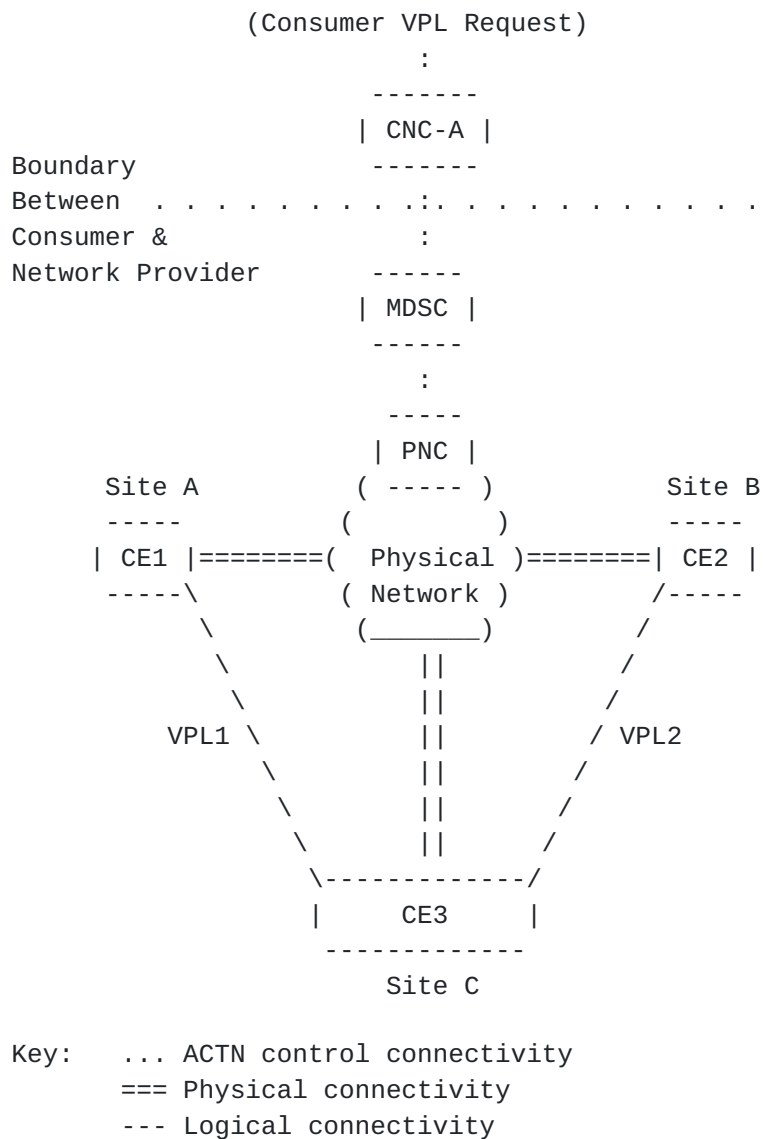 (Consumer VPL Request)
:
-------
| CNC-A |
Boundary            -------
Between . . . . . . . . .:. . . . . . . . . . .
Consumer &                :
Network Provider    ------
| MDSC |
------
:
-----
| PNC |
Site A          ( ----- )           Site B
-----          (         )          -----
| CE1 |========(  Physical )========| CE2 |
-----\         ( Network )         /-----
\         (_______)         /
\            ||           /
\           ||          /
VPL1 \          ||         / VPL2
\         ||        /
\        ||       /
\       ||      /
\-------------/
|     CE3      |
-------------
Site C
Key:   ... ACTN control connectivity
=== Physical connectivity
--- Logical connectivity